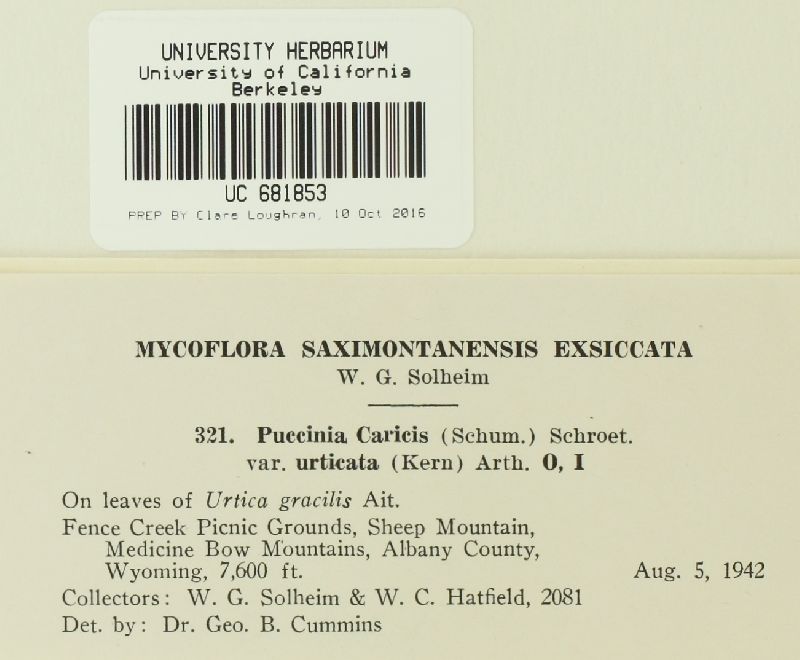 UNIVERSITY HERBARIUM
University of California
Berkeley
UC 681853
PREP BY Clare Loughran, 10 Oct 2016
MYCOFLORA SAXIMONTANENSIS EXSICCATA
W. G. Solheim
321. Puccinia Caricis (Schum.) Schroet.
var. urticata (Kern) Arth. O, I
On leaves of Urtica gracilis Ait.
Fence Creek Picnic Grounds, Sheep Mountain,
Medicine Bow Mountains, Albany County,
Wyoming, 7,600 ft. Aug. 5, 1942
Collectors: W. G. Solheim & W. C. Hatfield, 2081
Det. by: Dr. Geo. B. Cummins